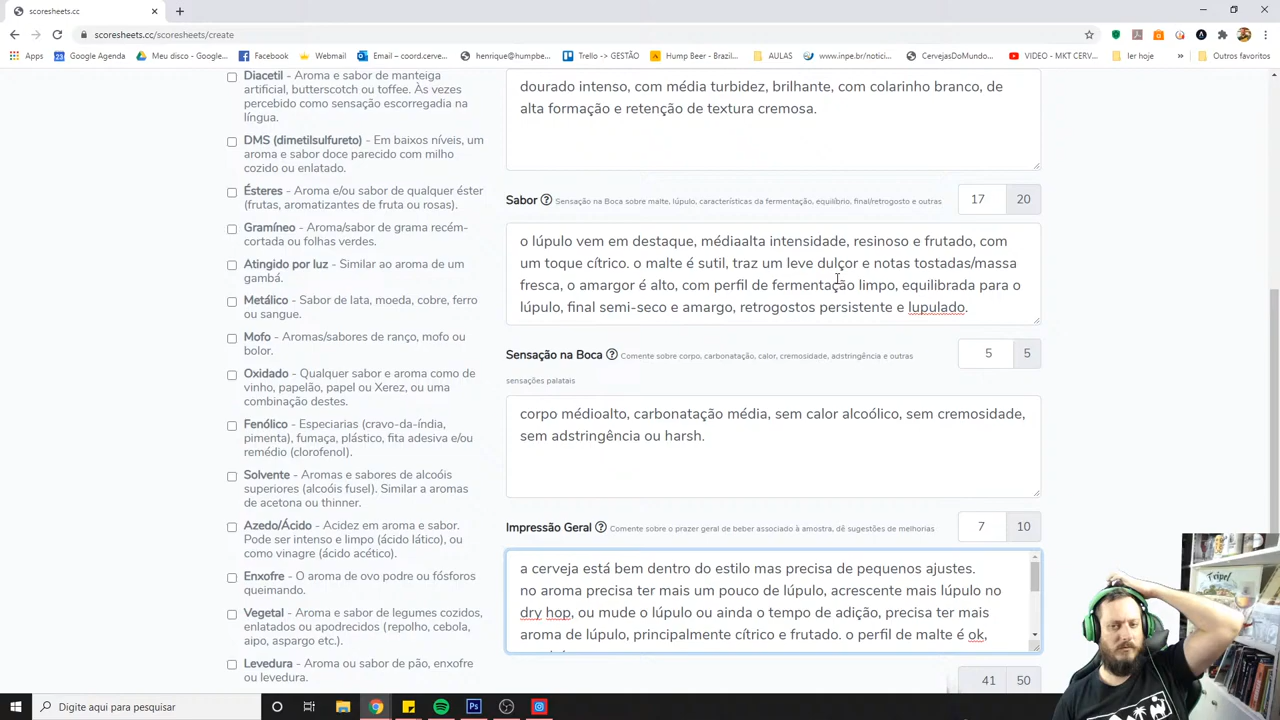 scoresheets.cc
scoresheets.cc/scoresheets/create
Apps
Google Agenda
Meu disco - Google...
Facebook
Webmail
Email – coord.cerve...
henrique@humpbe...
Trello -> GESTÃO
Hump Beer - Brazil...
AULAS
www.inpe.br/notici...
CervejasDoMundo...
VIDEO - MKT CERV...
ler hoje
»
Outros favoritos
Diacetil - Aroma e sabor de manteiga
artificial, butterscotch ou toffee. Às vezes
percebido como sensação escorregadia na
língua.
DMS (dimetilsulfureto) - Em baixos níveis, um
aroma e sabor doce parecido com milho
cozido ou enlatado.
Ésteres - Aroma e/ou sabor de qualquer éster
(frutas, aromatizantes de fruta ou rosas).
Gramíneo - Aroma/sabor de grama recém-
cortada ou folhas verdes.
Atingido por luz - Similar ao aroma de um
gambá.
Metálico - Sabor de lata, moeda, cobre, ferro
ou sangue.
Mofo - Aromas/sabores de ranço, mofo ou
bolor.
Oxidado - Qualquer sabor e aroma como de
vinho, papelão, papel ou Xerez, ou uma
combinação destes.
Fenólico - Especiarias (cravo-da-índia,
pimenta), fumaça, plástico, fita adesiva e/ou
remédio (clorofenol).
Solvente - Aromas e sabores de alcoóis
superiores (alcoóis fusel). Similar a aromas
de acetona ou thinner.
Azedo/Ácido - Acidez em aroma e sabor.
Pode ser intenso e limpo (ácido lático), ou
como vinagre (ácido acético).
Enxofre - O aroma de ovo podre ou fósforos
queimando.
Vegetal - Aroma e sabor de legumes cozidos,
enlatados ou apodrecidos (repolho, cebola,
aipo, aspargo etc.).
Levedura - Aroma ou sabor de pão, enxofre
ou levedura.
dourado intenso, com média turbidez, brilhante, com colarinho branco, de
alta formação e retenção de textura cremosa.
Sabor ? Sensação na Boca sobre malte, lúpulo, características da fermentação, equilíbrio, final/retrogosto e outras 17 20
o lúpulo vem em destaque, médiaalta intensidade, resinoso e frutado, com
um toque cítrico. o malte é sutil, traz um leve dulçor e notas tostadas/massa
fresca, o amargor é alto, com perfil de fermentação limpo, equilibrada para o
lúpulo, final semi-seco e amargo, retrogostos persistente e lupulado.
Sensação na Boca ? Comente sobre corpo, carbonatação, calor, cremosidade, adstringência e outras 5 5
sensações palatais
corpo médioalto, carbonatação média, sem calor alcoólico, sem cremosidade,
sem adstringência ou harsh.
Impressão Geral ? Comente sobre o prazer geral de beber associado à amostra, dê sugestões de melhorias 7 10
a cerveja está bem dentro do estilo mas precisa de pequenos ajustes.
no aroma precisa ter mais um pouco de lúpulo, acrescente mais lúpulo no
dry hop, ou mude o lúpulo ou ainda o tempo de adição, precisa ter mais
aroma de lúpulo, principalmente cítrico e frutado. o perfil de malte é ok,
41 50
Teipel
Digite aqui para pesquisar